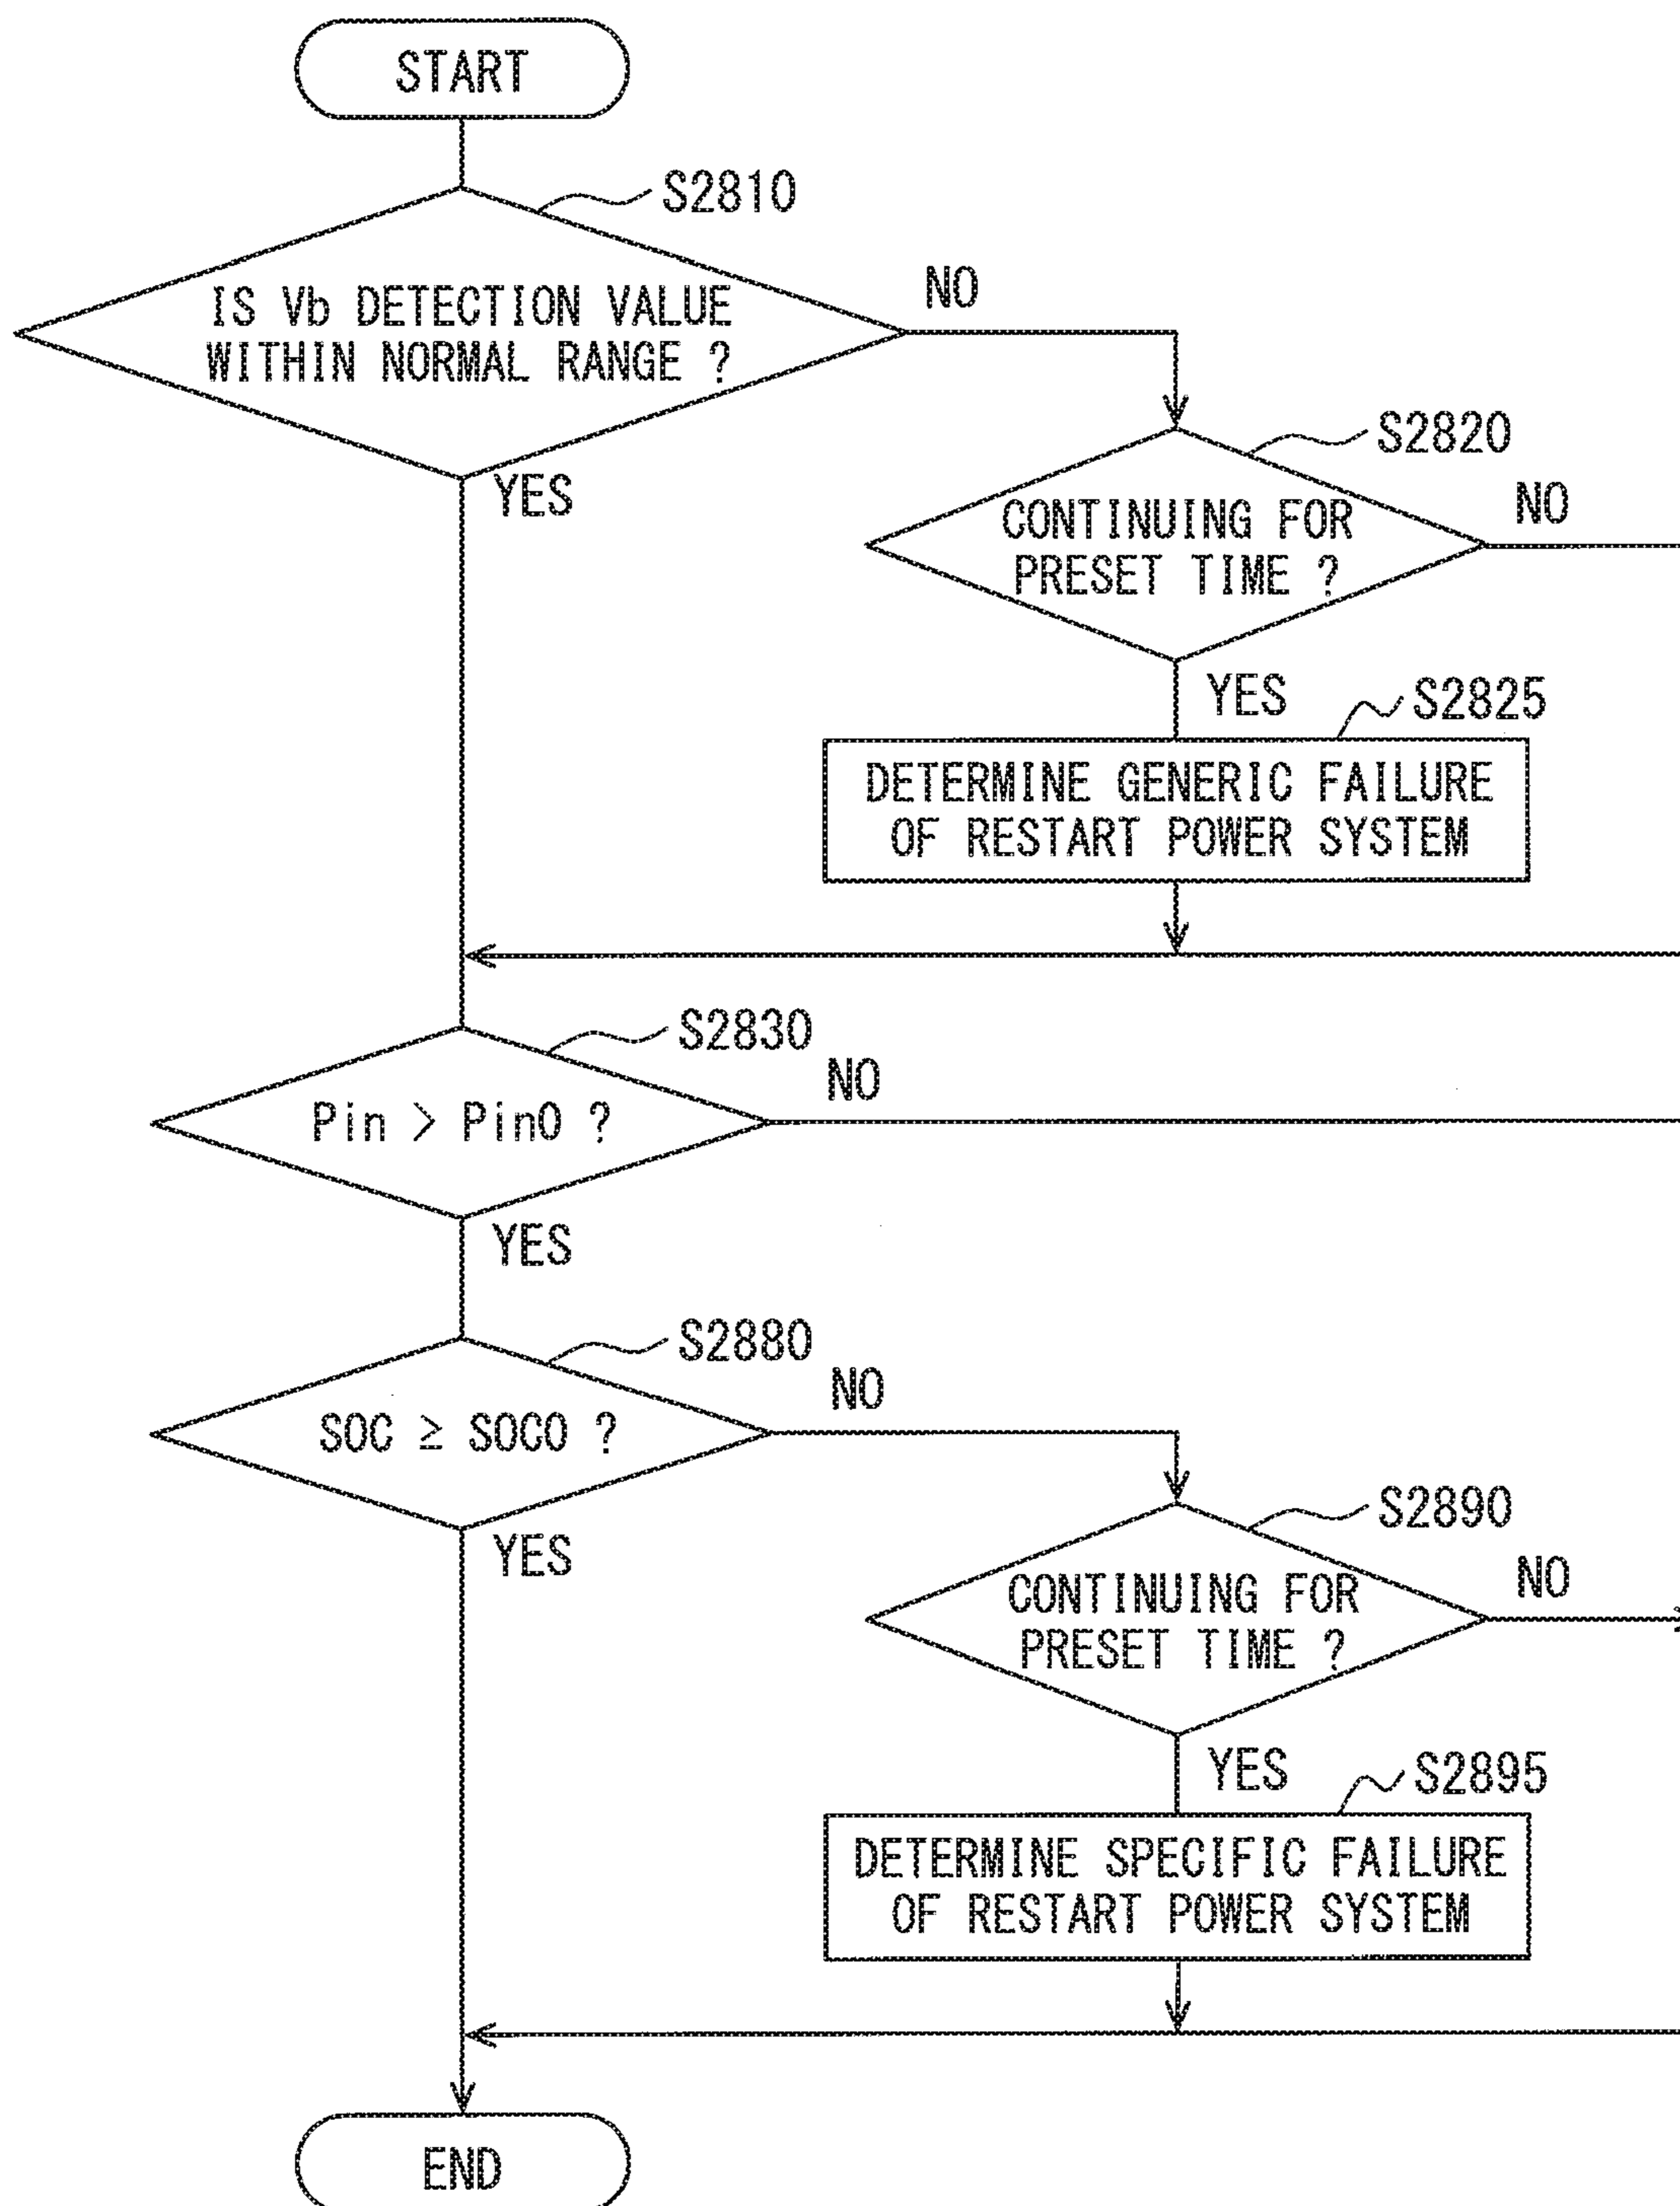 START
S2810
IS Vb DETECTION VALUE
WITHIN NORMAL RANGE ?
NO
YES
S2820
CONTINUING FOR
PRESET TIME ?
NO
YES
S2825
DETERMINE GENERIC FAILURE
OF RESTART POWER SYSTEM
S2830
Pin > Pin0 ?
NO
YES
S2880
SOC ≥ SOC0 ?
NO
YES
S2890
CONTINUING FOR
PRESET TIME ?
NO
YES
S2895
DETERMINE SPECIFIC FAILURE
OF RESTART POWER SYSTEM
END